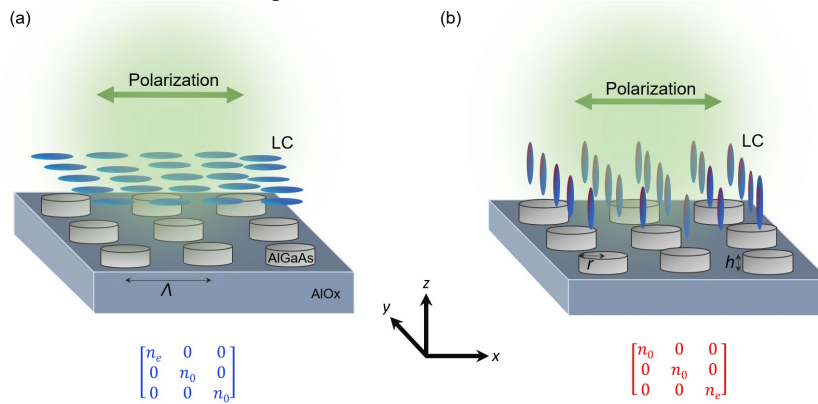 (a)
Polarization
LC
AlGaAs
Λ
AlOx
n_e 0 0
0 n_0 0
0 0 n_0
(b)
Polarization
LC
r
h
n_0 0 0
0 n_0 0
0 0 n_e
z
y
x